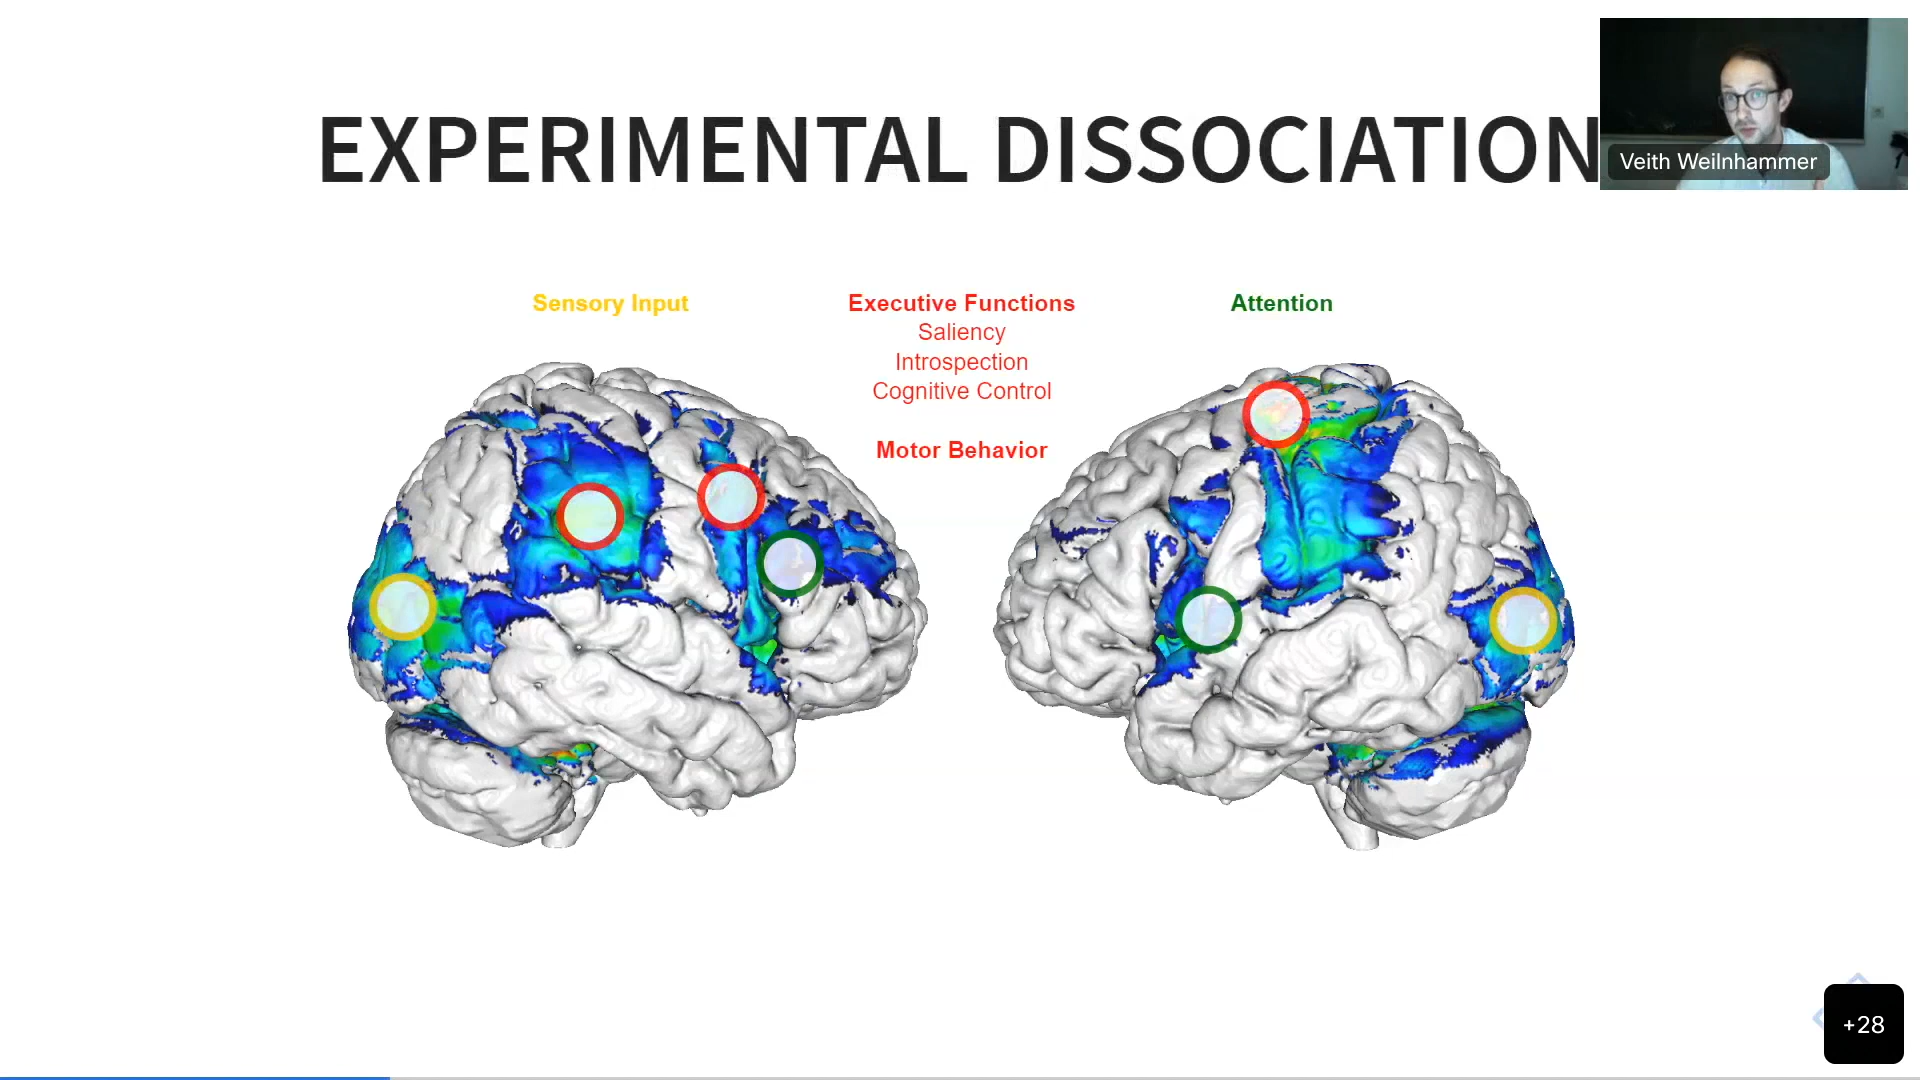 EXPERIMENTAL DISSOCIATION
Veith Weilnhammer
Sensory Input
Executive Functions
Saliency
Introspection
Cognitive Control
Motor Behavior
Attention
+28